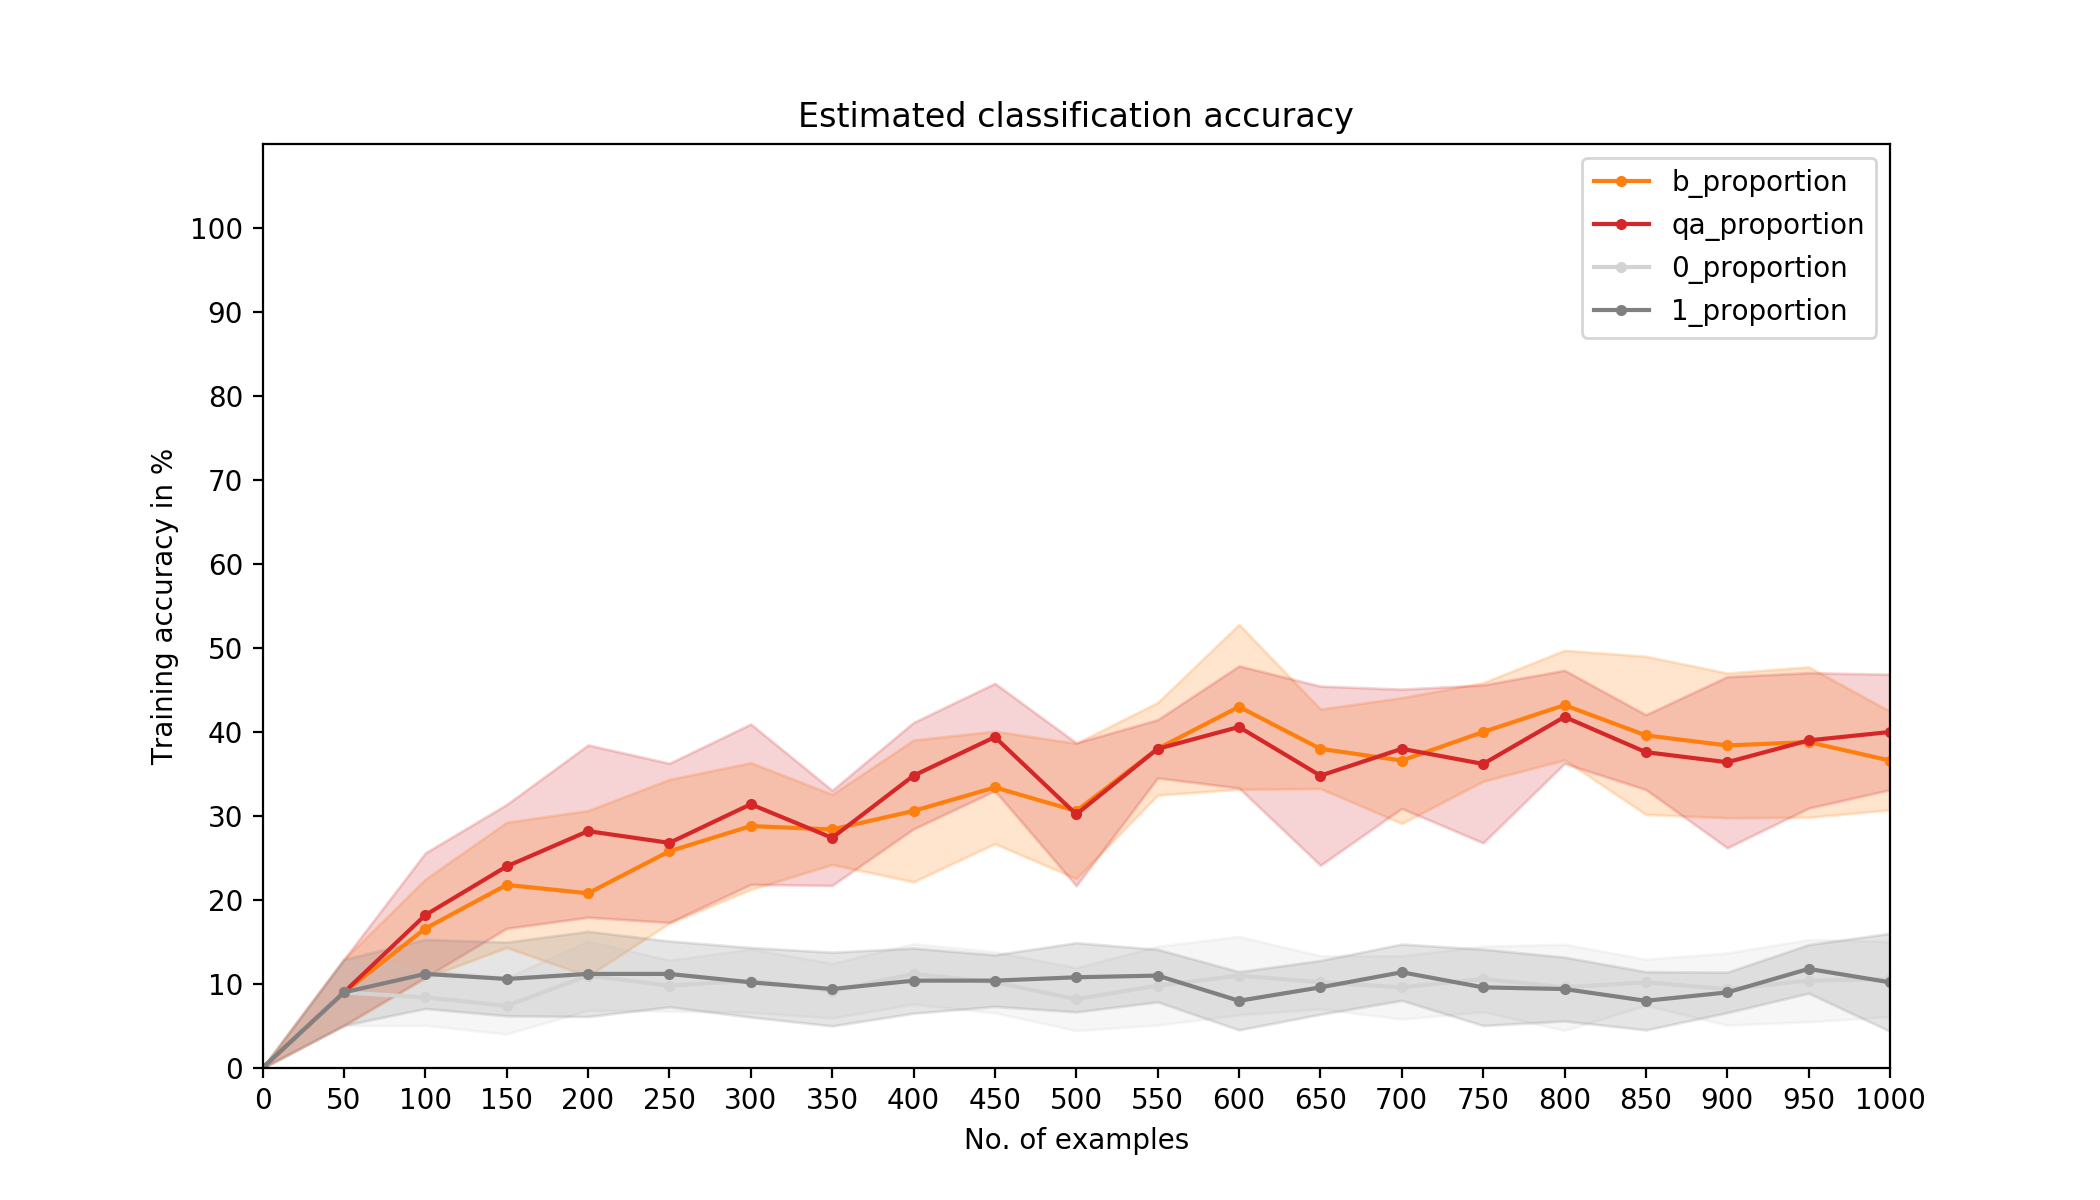 Estimated classification accuracy
b_proportion
qa_proportion
0_proportion
1_proportion
100
90
80
70
60
50
40
30
20
10
0
Training accuracy in %
0 50 100 150 200 250 300 350 400 450 500 550 600 650 700 750 800 850 900 950 1000
No. of examples